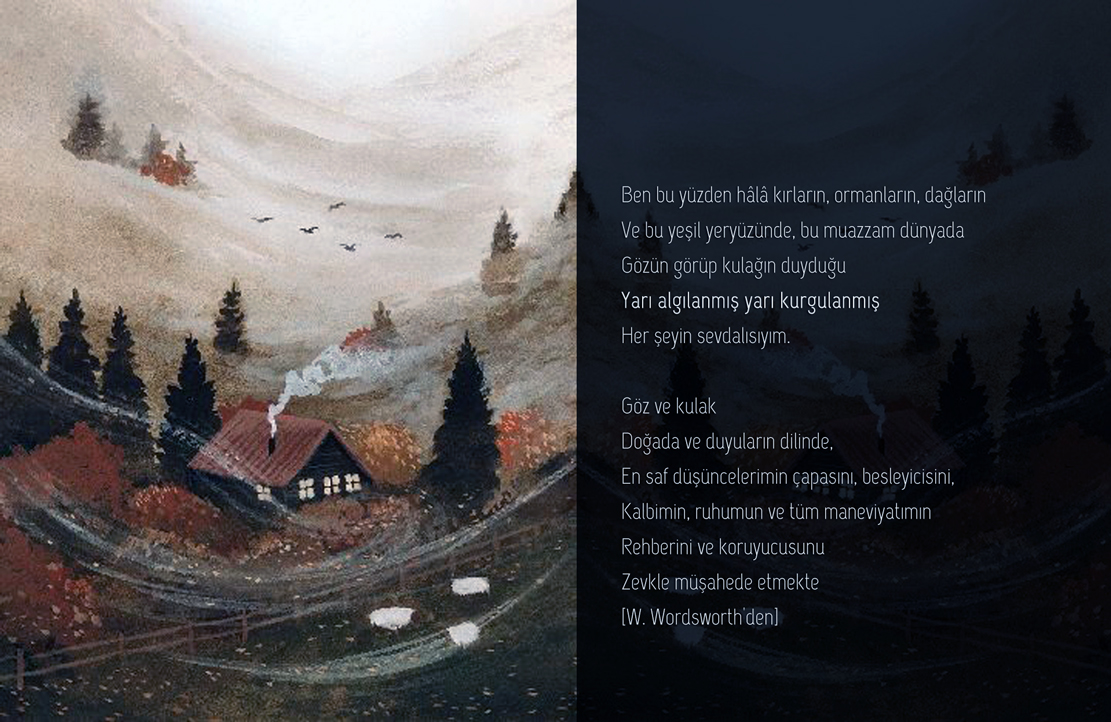 Ben bu yüzden hâlâ kırların, ormanların, dağların
Ve bu yeşil yeryüzünde, bu muazzam dünyada
Gözün görüp kulağın duyduğu
Yarı algılanmış yarı kurgulanmış
Her şeyin sevdalısıyım.
Göz ve kulak
Doğada ve duyuların dilinde,
En saf düşüncelerimin çapasını, besleyicisini,
Kalbimin, ruhumun ve tüm maneviyatımın
Rehberini ve koruyucusunu
Zevkle müşahede etmekte
[W. Wordsworth'den]